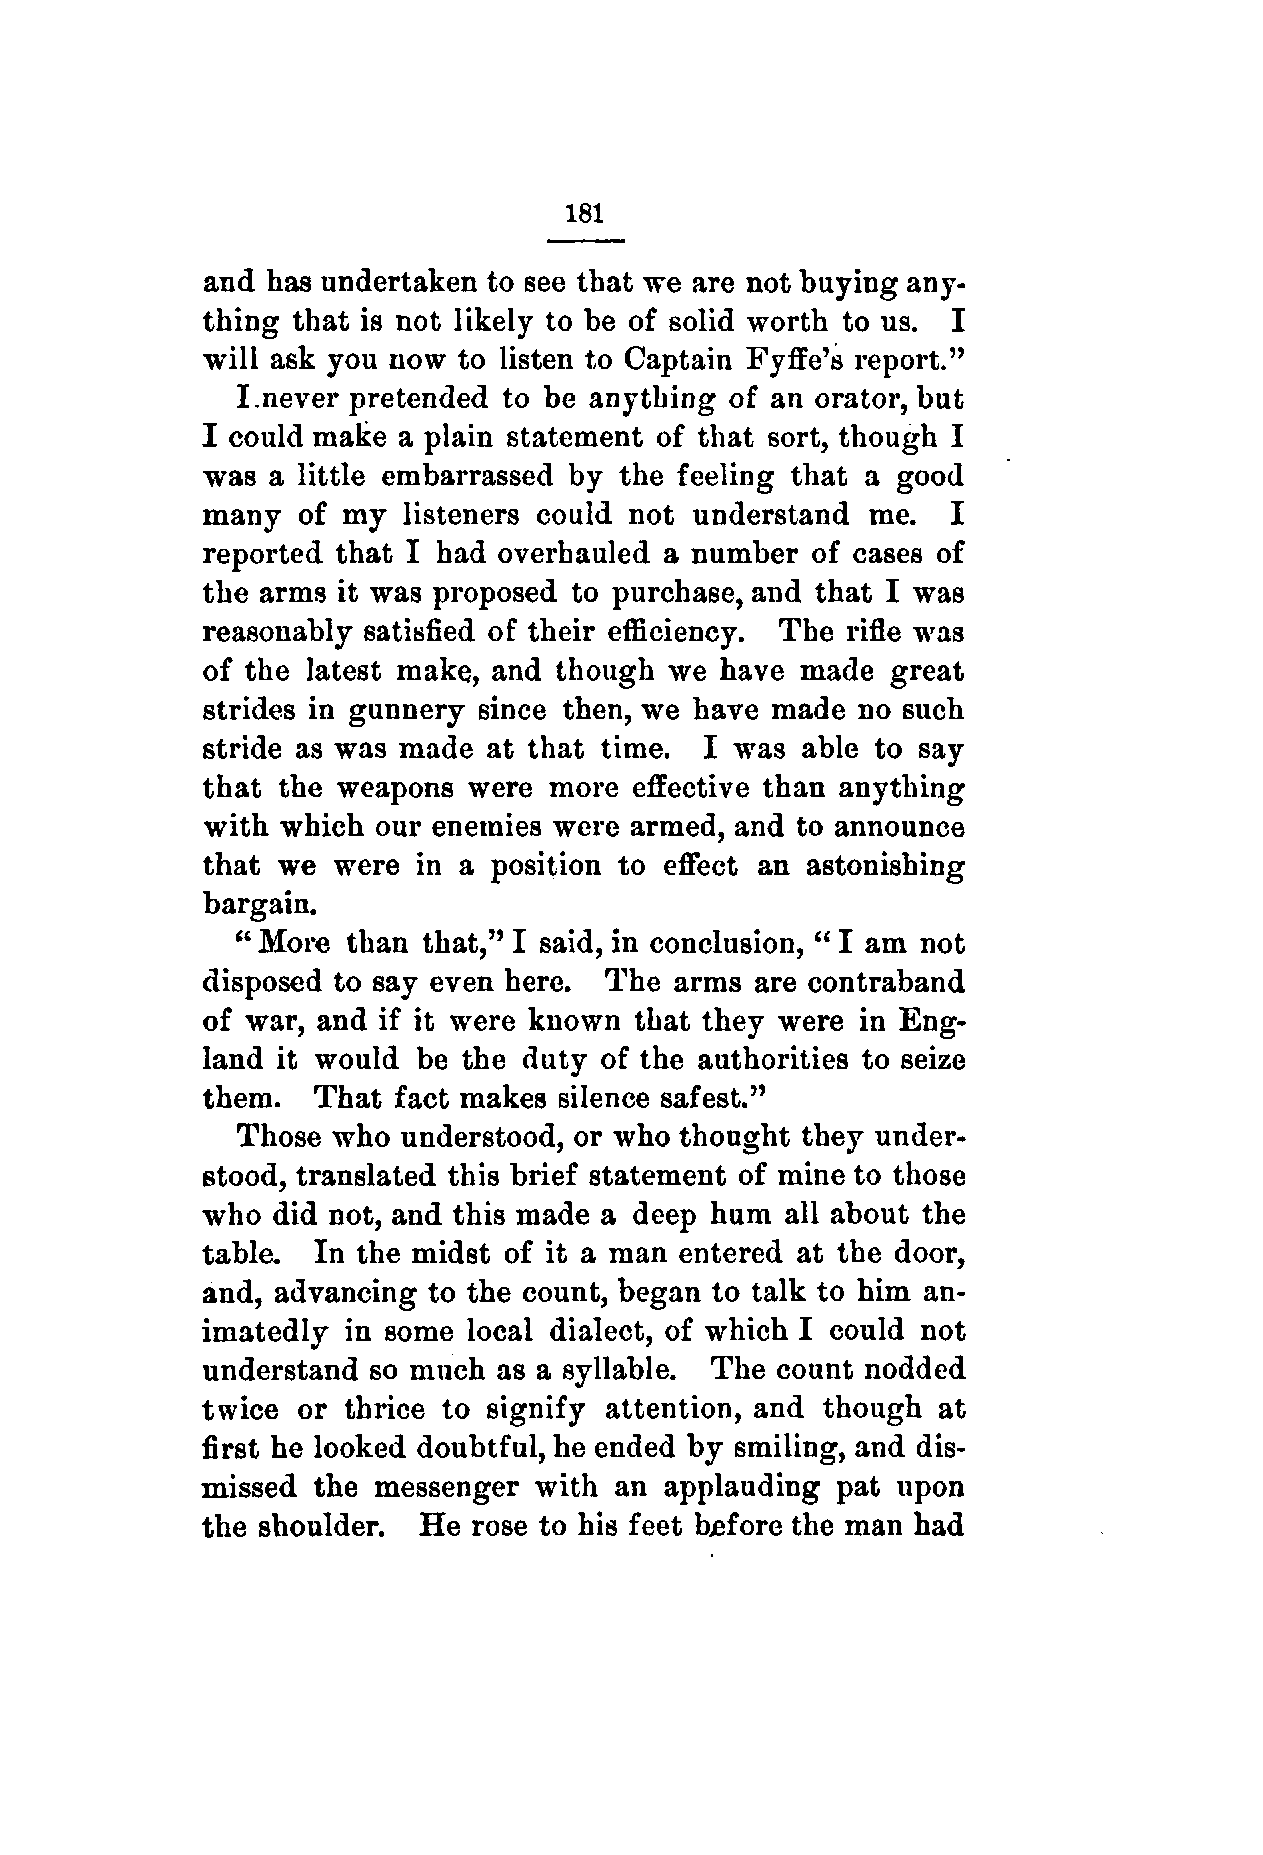 181
and has undertaken to see that we are not buying any-
thing that is not likely to be of solid worth to us. I
will ask you now to listen to Captain Fyffe's report."
I never pretended to be anything of an orator, but
I could make a plain statement of that sort, though I
was a little embarrassed by the feeling that a good
many of my listeners could not understand me. I
reported that I had overhauled a number of cases of
the arms it was proposed to purchase, and that I was
reasonably satisfied of their efficiency. The rifle was
of the latest make, and though we have made great
strides in gunnery since then, we have made no such
stride as was made at that time. I was able to say
that the weapons were more effective than anything
with which our enemies were armed, and to announce
that we were in a position to effect an astonishing
bargain.
"More than that," I said, in conclusion, "I am not
disposed to say even here. The arms are contraband
of war, and if it were known that they were in Eng-
land it would be the duty of the authorities to seize
them. That fact makes silence safest."
Those who understood, or who thought they under-
stood, translated this brief statement of mine to those
who did not, and this made a deep hum all about the
table. In the midst of it a man entered at the door,
and, advancing to the count, began to talk to him an-
imatedly in some local dialect, of which I could not
understand so much as a syllable. The count nodded
twice or thrice to signify attention, and though at
first he looked doubtful, he ended by smiling, and dis-
missed the messenger with an applauding pat upon
the shoulder. He rose to his feet before the man had